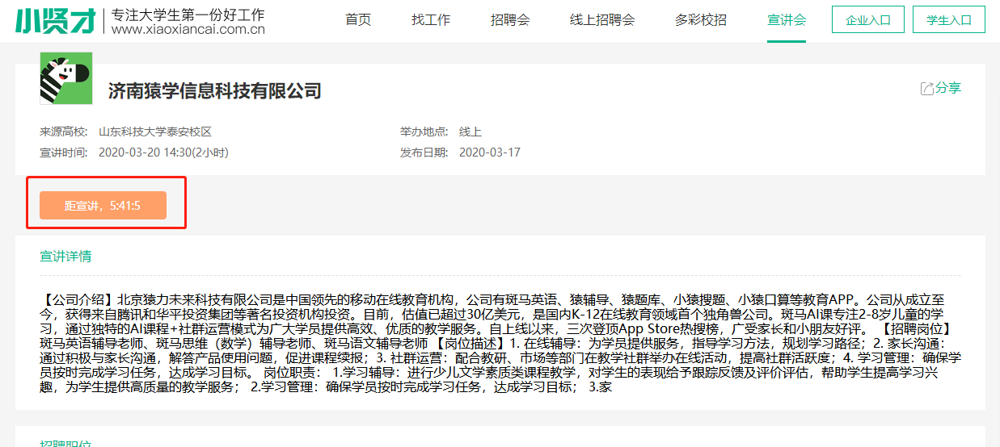 小贤才 专注大学生第一份好工作
www.xiaoxiancai.com.cn
首页 找工作 招聘会 线上招聘会 多彩校招 宣讲会 企业入口 学生入口
济南猿学信息科技有限公司
分享
来源高校: 山东科技大学泰安校区 举办地点: 线上
宣讲时间: 2020-03-20 14:30(2小时) 发布日期: 2020-03-17
距宣讲，5:41:5
宣讲详情
【公司介绍】北京猿力未来科技有限公司是中国领先的移动在线教育机构，公司有斑马英语、猿辅导、猿题库、小猿搜题、小猿口算等教育APP。公司从成立至
今，获得来自腾讯和华平投资集团等著名投资机构投资。目前，估值已超过30亿美元，是国内K-12在线教育领域首个独角兽公司。斑马AI课专注2-8岁儿童的学
习，通过独特的AI课程+社群运营模式为广大学员提供高效、优质的教学服务。自上线以来，三次登顶App Store热搜榜，广受家长和小朋友好评。 【招聘岗位】
斑马英语辅导老师、斑马思维（数学）辅导老师、斑马语文辅导老师 【岗位描述】1. 在线辅导：为学员提供服务，指导学习方法，规划学习路径；2. 家长沟通：
通过积极与家长沟通，解答产品使用问题，促进课程续报；3. 社群运营：配合教研、市场等部门在教学社群举办在线活动，提高社群活跃度；4. 学习管理：确保学
员按时完成学习任务，达成学习目标。 岗位职责： 1.学习辅导：进行少儿文学素质类课程教学，对学生的表现给予跟踪反馈及评价评估，帮助学生提高学习兴
趣，为学生提供高质量的教学服务； 2.学习管理：确保学员按时完成学习任务，达成学习目标； 3.家
招聘职位